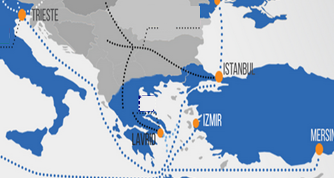 TRIESTE
ISTANBUL
IZMIR
LAVRIO
MERSIN